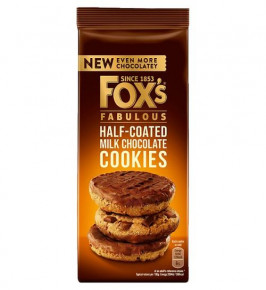 NEW EVEN MORE
CHOCOLATEY
SINCE 1853
FOX'S
FABULOUS
HALF-COATED
MILK CHOCOLATE
COOKIES